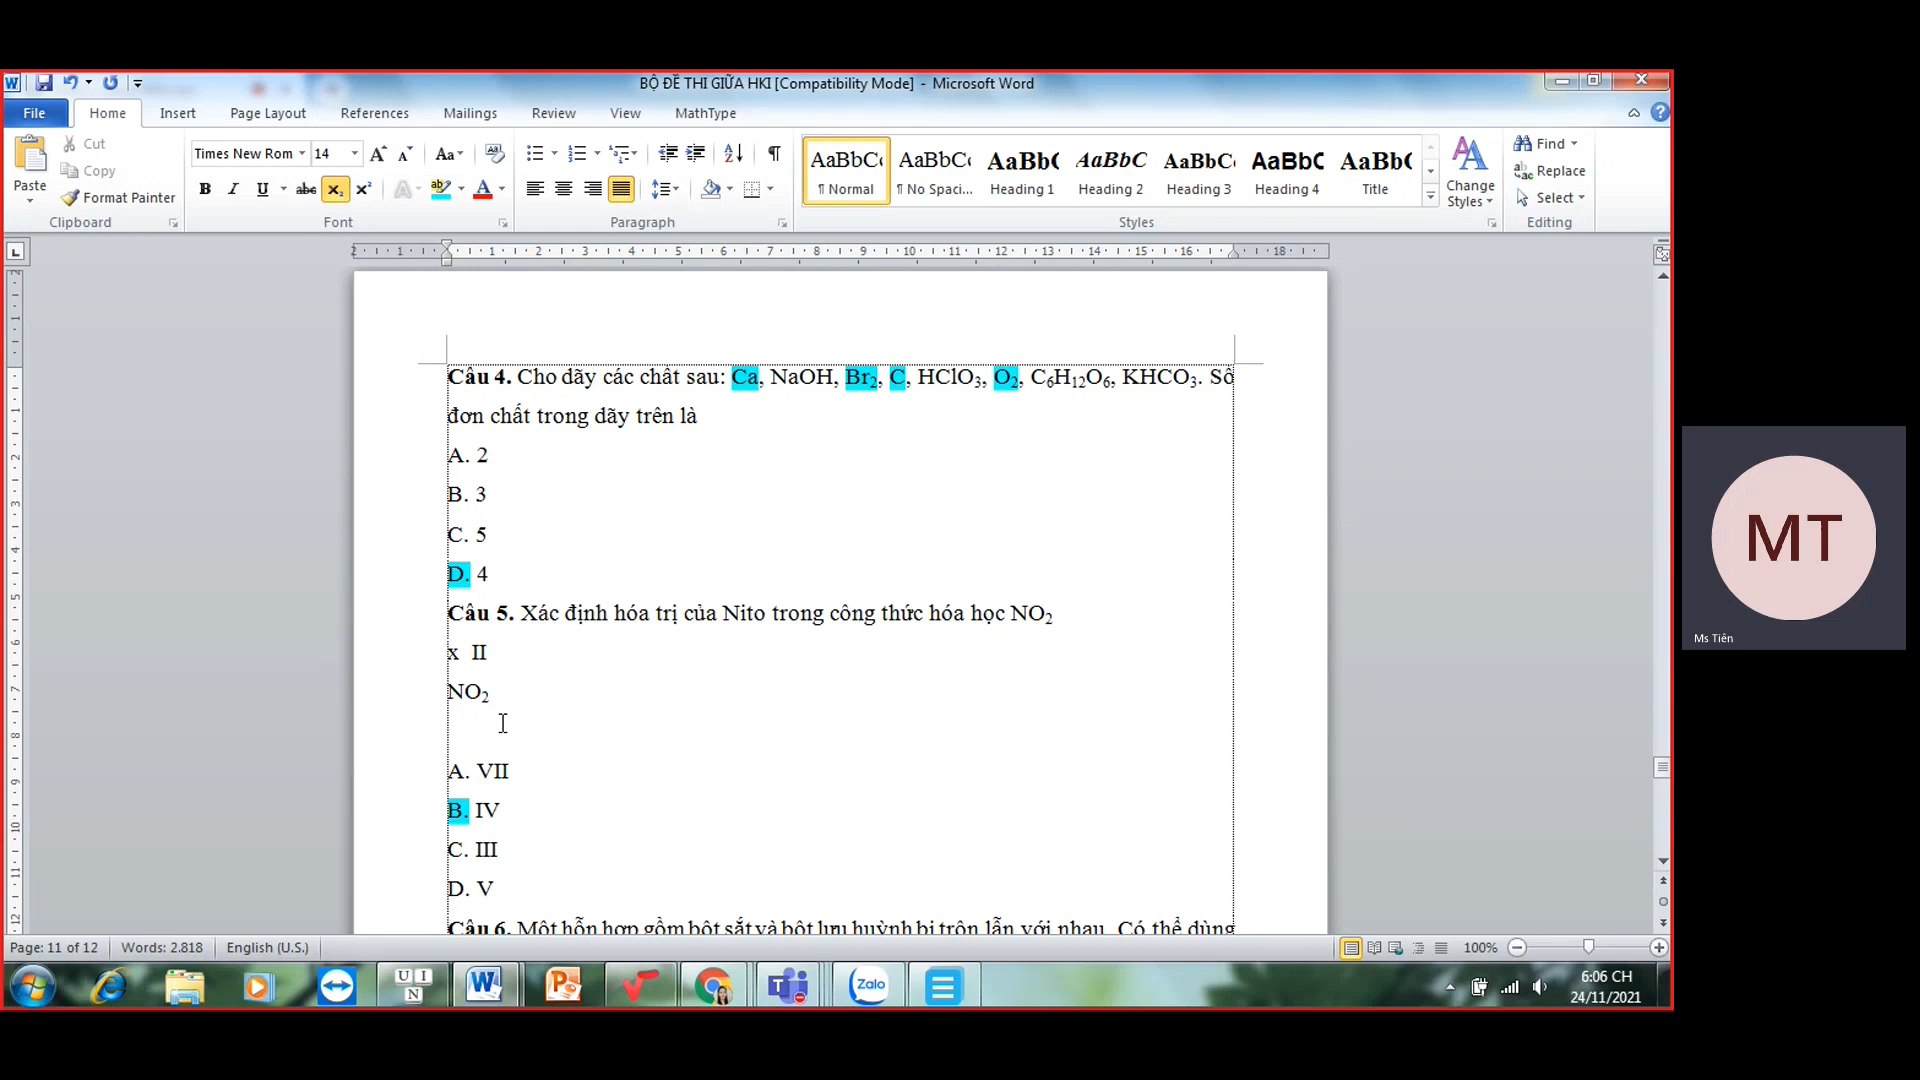 BỘ ĐỀ THI GIỮA HKI [Compatibility Mode] - Microsoft Word
File Home Insert Page Layout References Mailings Review View MathType
Paste
Cut
Copy
Format Painter
Clipboard
Times New Rom 14
Font
Paragraph
AaBbCc AaBbCc AaBbC AaBbC AaBbC AaBbC AaBbC
¶ Normal ¶ No Spaci... Heading 1 Heading 2 Heading 3 Heading 4 Title
Styles
Change Styles
Find
Replace
Select
Editing
Câu 4. Cho dãy các chất sau: Ca, NaOH, Br₂, C, HClO₃, O₂, C₆H₁₂O₆, KHCO₃. Số
đơn chất trong dãy trên là
A. 2
B. 3
C. 5
D. 4
Câu 5. Xác định hóa trị của Nito trong công thức hóa học NO₂
x II
NO₂
A. VII
B. IV
C. III
D. V
Câu 6. Một hỗn hợp gồm bột sắt và bột lưu huỳnh bị trộn lẫn với nhau. Có thể dùng
MT
Ms Tiên
Page: 11 of 12 Words: 2.818 English (U.S.) 100%
U I N
Zalo
6:06 CH
24/11/2021